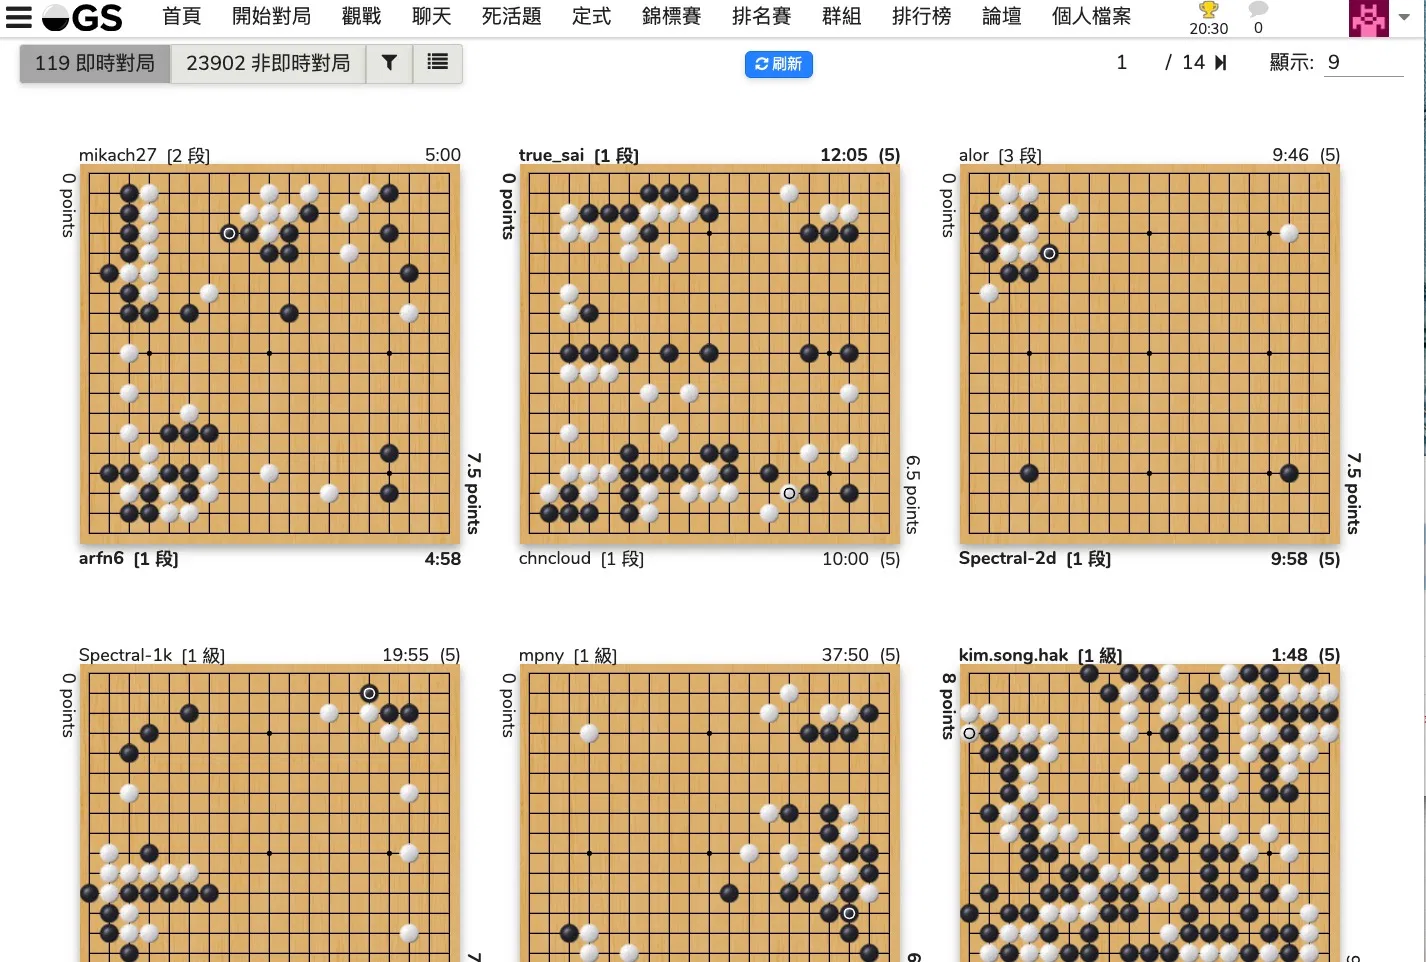 OGS 首頁 開始對局 觀戰 聊天 死活題 定式 錦標賽 排名賽 群組 排行榜 論壇 個人檔案 20:30 0
119 即時對局 23902 非即時對局 刷新 1 / 14 顯示: 9
mikach27 [2 段] 5:00
0 points
7.5 points
arfn6 [1 段] 4:58
true_sai [1 段] 12:05 (5)
0 points
6.5 points
chncloud [1 段] 10:00 (5)
alor [3 段] 9:46 (5)
0 points
7.5 points
Spectral-2d [1 段] 9:58 (5)
Spectral-1k [1 級] 19:55 (5)
0 points
mpny [1 級] 37:50 (5)
0 points
kim.song.hak [1 級] 1:48 (5)
8 points